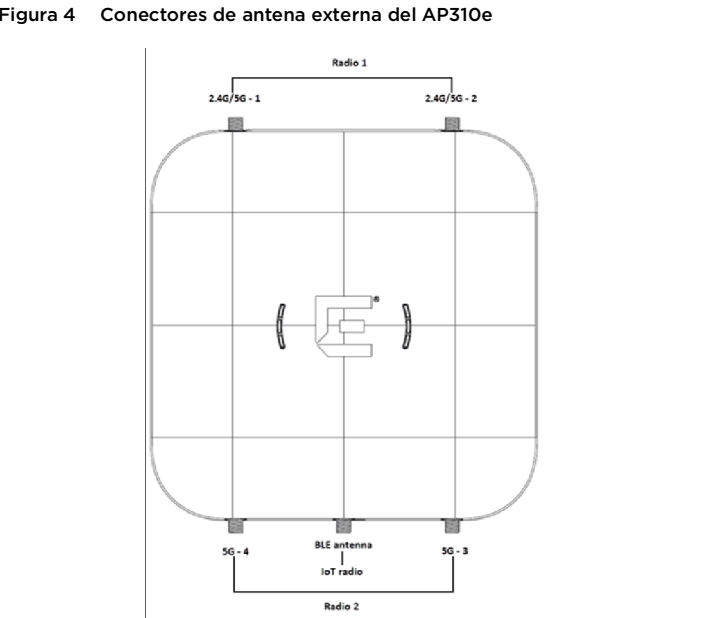 Figura 4 Conectores de antena externa del AP310e
Radio 1
2.4G/5G - 1 2.4G/5G - 2
E®
5G - 4 BLE antenna 5G - 3
IoT radio
Radio 2